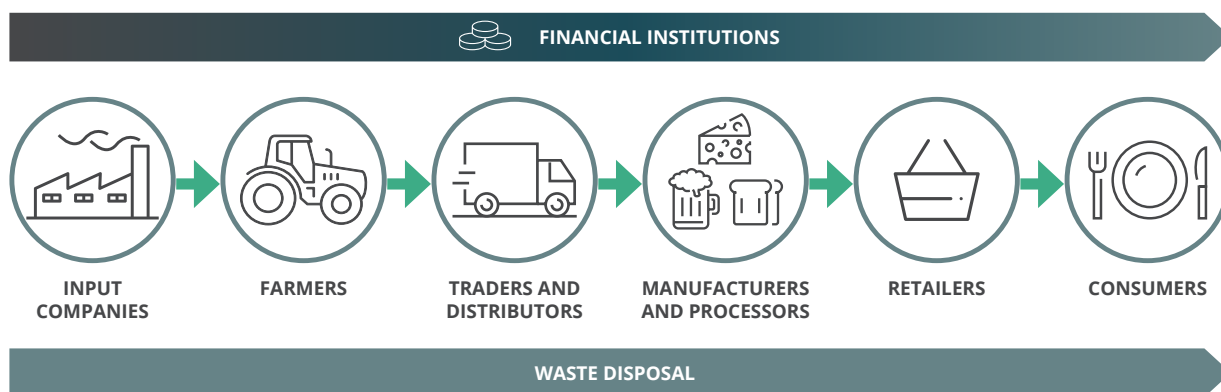 FINANCIAL INSTITUTIONS
INPUT
COMPANIES
FARMERS
TRADERS AND
DISTRIBUTORS
MANUFACTURERS
AND PROCESSORS
RETAILERS
CONSUMERS
WASTE DISPOSAL